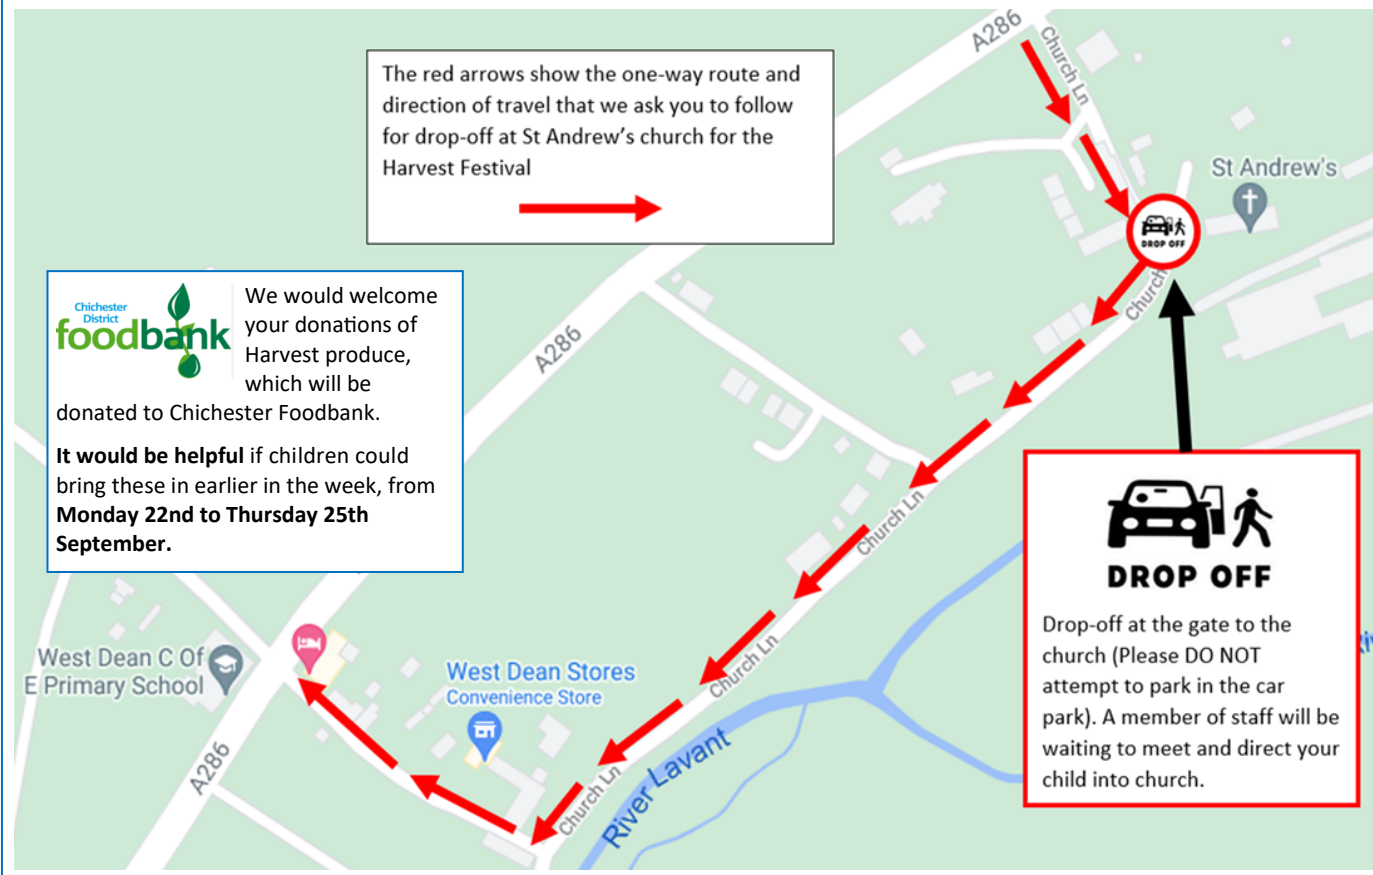 A286
Church Ln
The red arrows show the one-way route and
direction of travel that we ask you to follow
for drop-off at St Andrew's church for the
Harvest Festival
St Andrew's
DROP OFF
Church
Chichester
District
foodbank
We would welcome
your donations of
Harvest produce,
which will be
donated to Chichester Foodbank.
It would be helpful if children could
bring these in earlier in the week, from
Monday 22nd to Thursday 25th
September.
A286
Church Ln
DROP OFF
Drop-off at the gate to the
church (Please DO NOT
attempt to park in the car
park). A member of staff will be
waiting to meet and direct your
child into church.
West Dean C Of
E Primary School
West Dean Stores
Convenience Store
Church Ln
River Lavant
A286
Church Ln